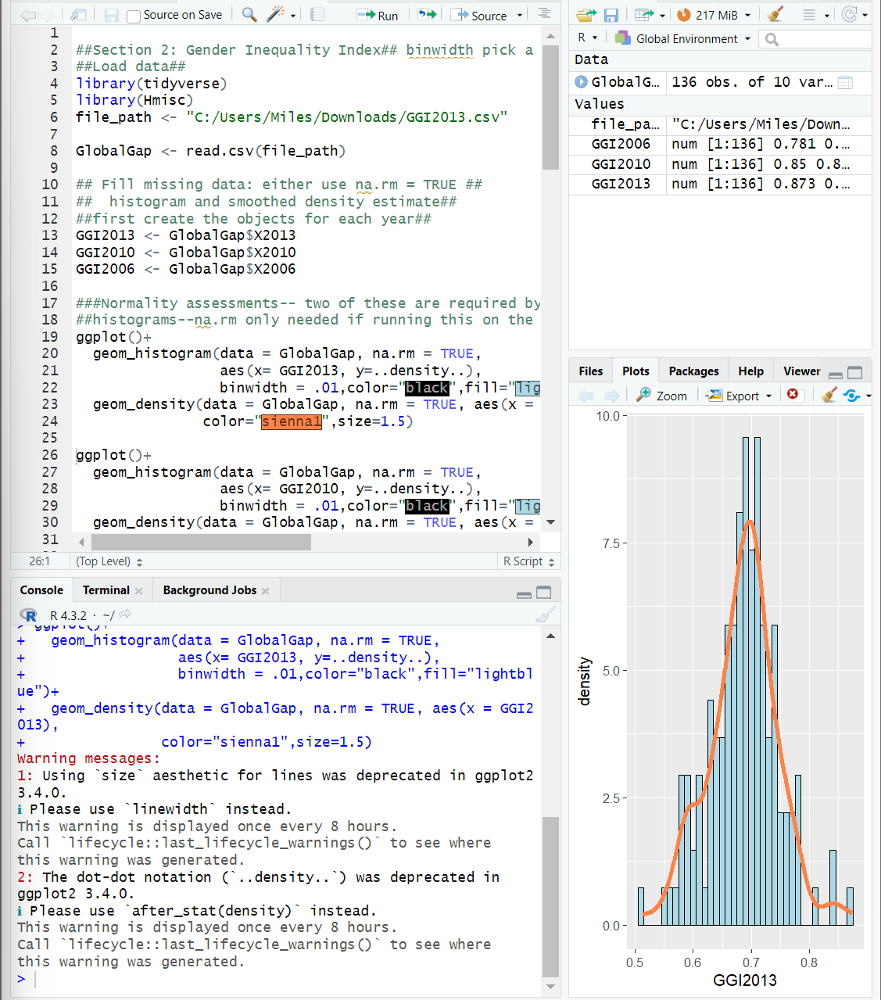 Source on Save
Run
Source
1
2 ##Section 2: Gender Inequality Index## binwidth pick a
3 ##Load data##
4 library(tidyverse)
5 library(Hmisc)
6 file_path <- "C:/Users/Miles/Downloads/GGI2013.csv"
7
8 GlobalGap <- read.csv(file_path)
9
10 ## Fill missing data: either use na.rm = TRUE ##
11 ##  histogram and smoothed density estimate##
12 ##first create the objects for each year##
13 GGI2013 <- GlobalGap$X2013
14 GGI2010 <- GlobalGap$X2010
15 GGI2006 <- GlobalGap$X2006
16
17 ###Normality assessments-- two of these are required by
18 ##histograms--na.rm only needed if running this on the
19 ggplot()+
20   geom_histogram(data = GlobalGap, na.rm = TRUE,
21                  aes(x= GGI2013, y=..density..),
22                  binwidth = .01,color="black",fill="lig
23   geom_density(data = GlobalGap, na.rm = TRUE, aes(x =
24                color="sienna1",size=1.5)
25
26 ggplot()+
27   geom_histogram(data = GlobalGap, na.rm = TRUE,
28                  aes(x= GGI2010, y=..density..),
29                  binwidth = .01,color="black",fill="lig
30   geom_density(data = GlobalGap, na.rm = TRUE, aes(x =
31
26:1 (Top Level) R Script
Console Terminal Background Jobs
R 4.3.2 · ~/
> ggplot()+
+   geom_histogram(data = GlobalGap, na.rm = TRUE,
+                  aes(x= GGI2013, y=..density..),
+                  binwidth = .01,color="black",fill="lightbl
ue")+
+   geom_density(data = GlobalGap, na.rm = TRUE, aes(x = GGI2
013),
+                color="sienna1",size=1.5)
Warning messages:
1: Using `size` aesthetic for lines was deprecated in ggplot2
3.4.0.
ℹ Please use `linewidth` instead.
This warning is displayed once every 8 hours.
Call `lifecycle::last_lifecycle_warnings()` to see where
this warning was generated.
2: The dot-dot notation (`..density..`) was deprecated in
ggplot2 3.4.0.
ℹ Please use `after_stat(density)` instead.
This warning is displayed once every 8 hours.
Call `lifecycle::last_lifecycle_warnings()` to see where
this warning was generated.
>
217 MiB
R Global Environment
Data
GlobalG… 136 obs. of 10 var…
Values
file_pa… "C:/Users/Miles/Down…
GGI2006 num [1:136] 0.781 0.…
GGI2010 num [1:136] 0.85 0.8…
GGI2013 num [1:136] 0.873 0.…
Files Plots Packages Help Viewer
Zoom Export
10.0
7.5
5.0
2.5
0.0
density
0.5 0.6 0.7 0.8
GGI2013